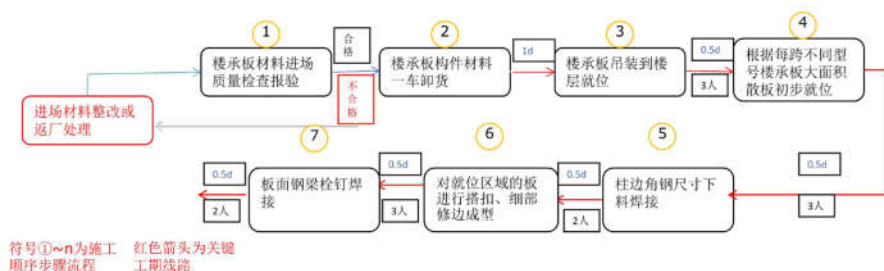 1
楼承板材料进场
质量检查报验
合
格
不
合
格
进场材料整改或
返厂处理
2
楼承板构件材料
一车卸货
1d
3
楼承板吊装到楼
层就位
0.5d
3人
4
根据每跨不同型
号楼承板大面积
散板初步就位
0.5d
3人
5
柱边角钢尺寸下
料焊接
0.5d
2人
6
对就位区域的板
进行搭扣、细部
修边成型
0.5d
3人
7
板面钢梁栓钉焊
接
0.5d
2人
符号①~n为施工
顺序步骤流程
红色箭头为关键
工期线路